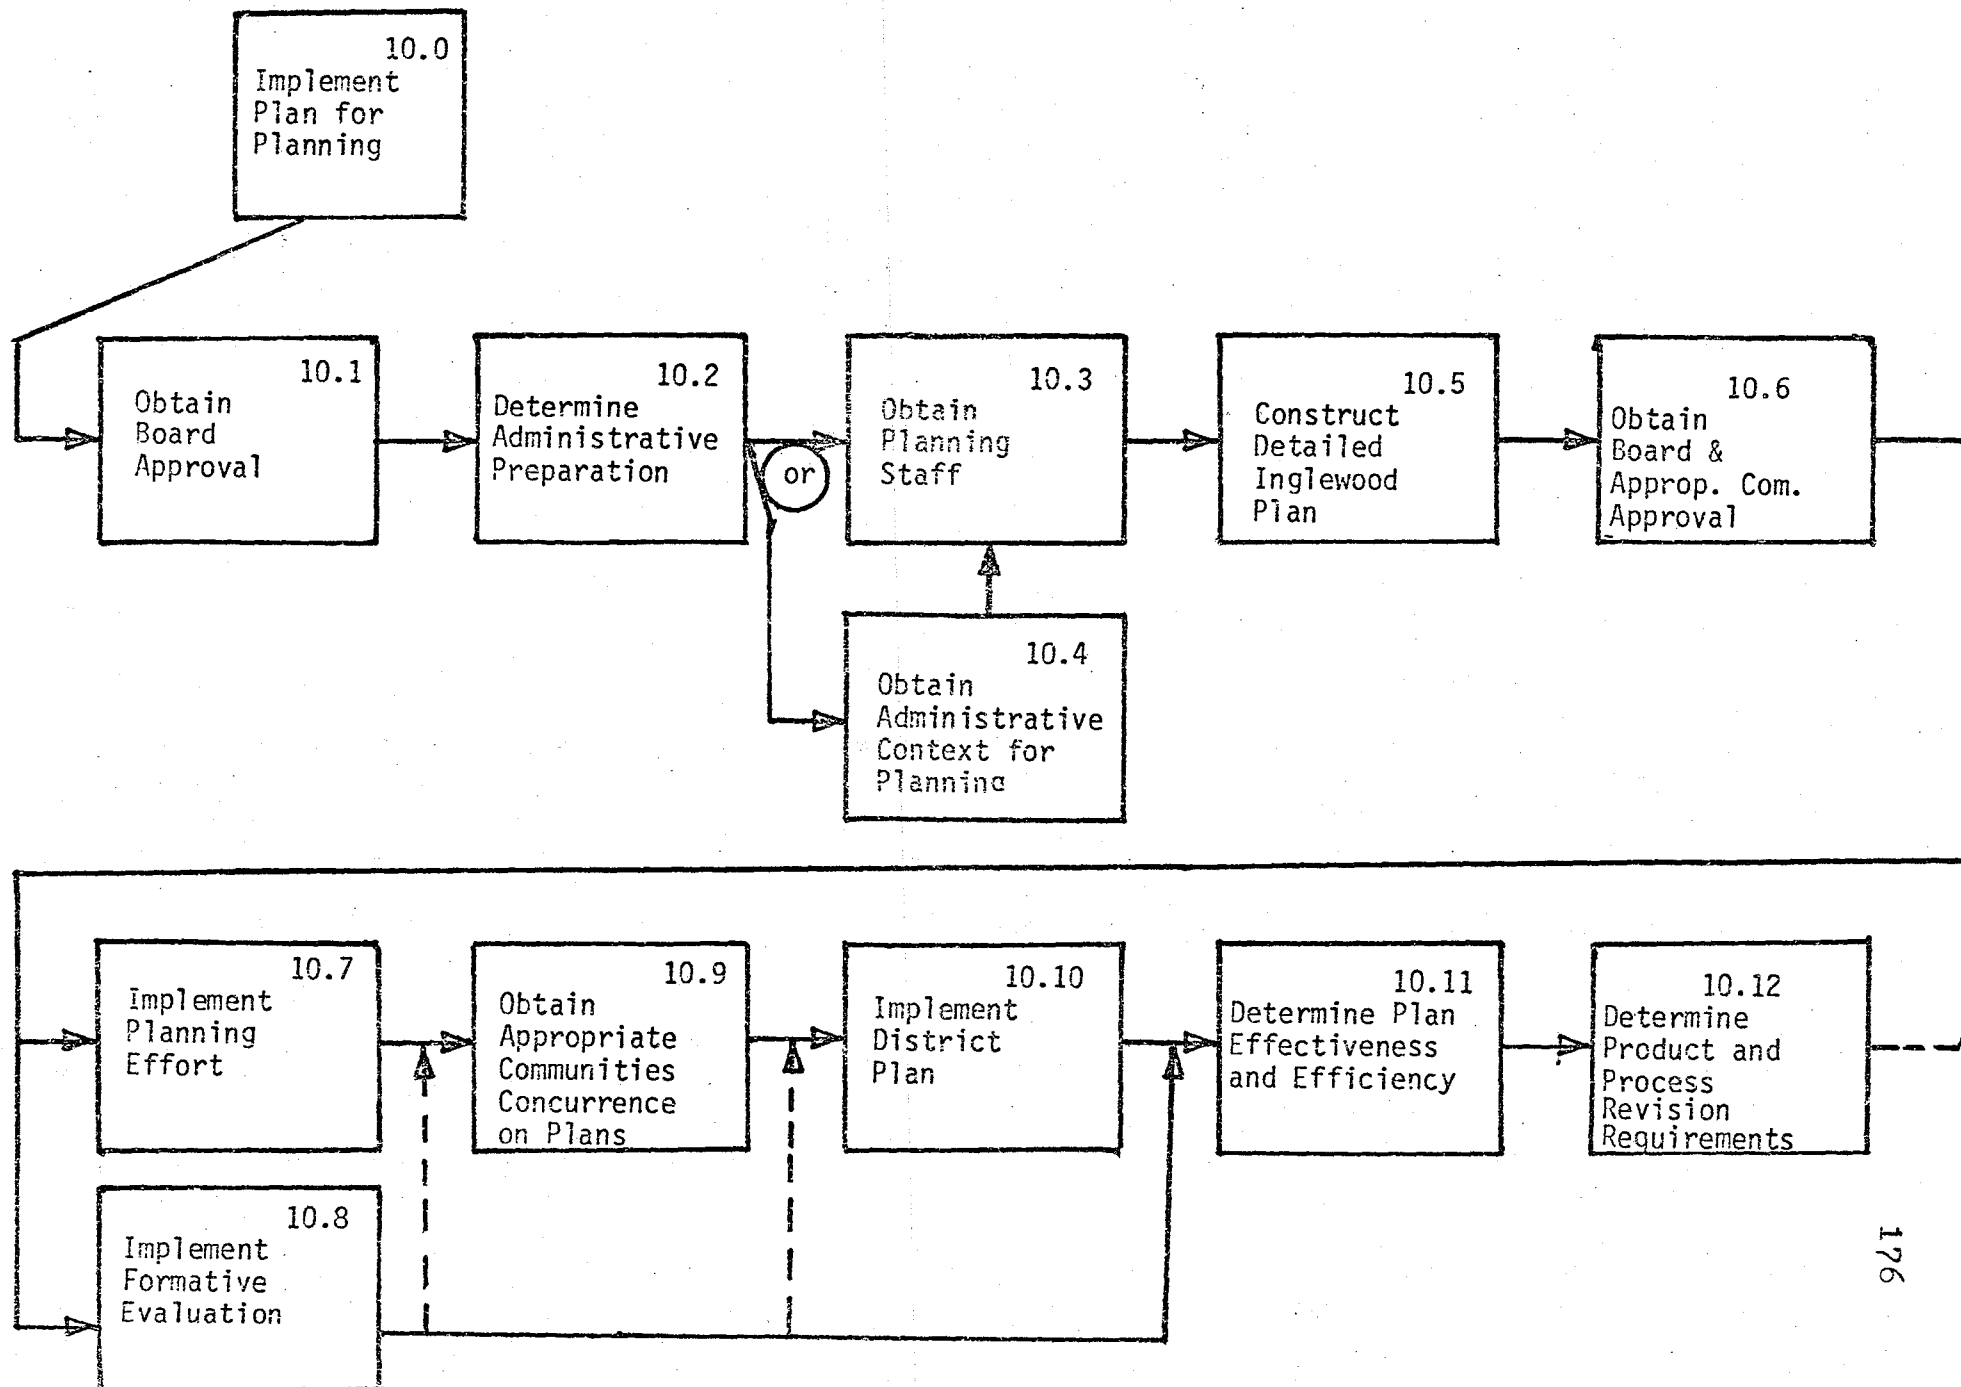 10.0
Implement
Plan for
Planning
10.1
Obtain
Board
Approval
10.2
Determine
Administrative
Preparation
or
10.3
Obtain
Planning
Staff
10.5
Construct
Detailed
Inglewood
Plan
10.6
Obtain
Board &
Approp. Com.
Approval
10.4
Obtain
Administrative
Context for
Planning
10.7
Implement
Planning
Effort
10.9
Obtain
Appropriate
Communities
Concurrence
on Plans
10.10
Implement
District
Plan
10.11
Determine Plan
Effectiveness
and Efficiency
10.12
Determine
Product and
Process
Revision
Requirements
10.8
Implement
Formative
Evaluation
176